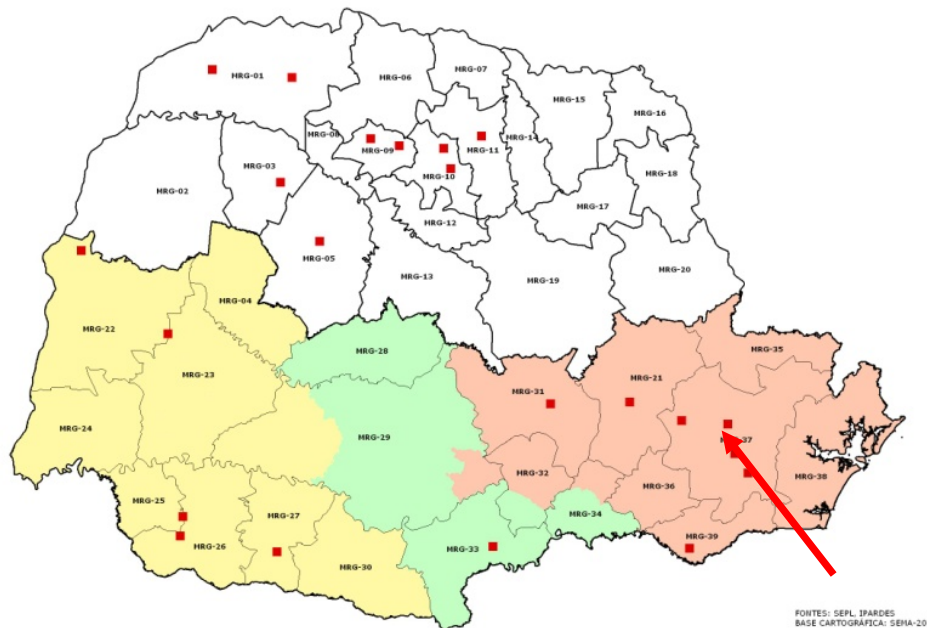 MRG-07
MRG-01
MRG-06
MRG-15
MRG-16
MRG-08
MRG-14
MRG-09
MRG-11
MRG-03
MRG-10
MRG-18
MRG-02
MRG-17
MRG-12
MRG-05
MRG-13
MRG-19
MRG-20
MRG-04
MRG-22
MRG-28
MRG-35
MRG-23
MRG-21
MRG-31
MRG-24
MRG-29
MRG-37
MRG-32
MRG-38
MRG-25
MRG-36
MRG-27
MRG-34
MRG-26
MRG-33
MRG-39
MRG-30
FONTES: SEPL, IPARDES
BASE CARTOGRÁFICA: SEMA-20